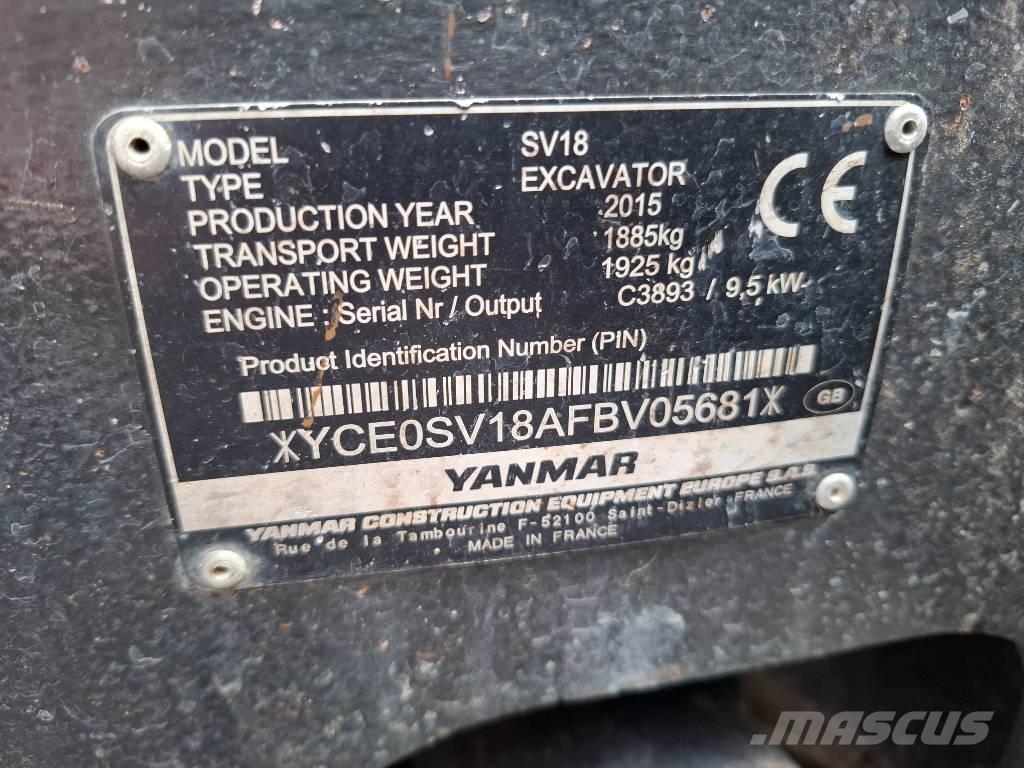 MODEL SV18
TYPE EXCAVATOR
PRODUCTION YEAR 2015
TRANSPORT WEIGHT 1885kg
OPERATING WEIGHT 1925 kg
ENGINE : Serial Nr / Output C3893 / 9,5 kW
CE
Product Identification Number (PIN)
XYCE0SV18AFBV05681X
GB
YANMAR
YANMAR CONSTRUCTION EQUIPMENT EUROPE S.A.S.
Rue de la Tambourine F-52100 Saint-Dizier FRANCE
MADE IN FRANCE
MASCUS